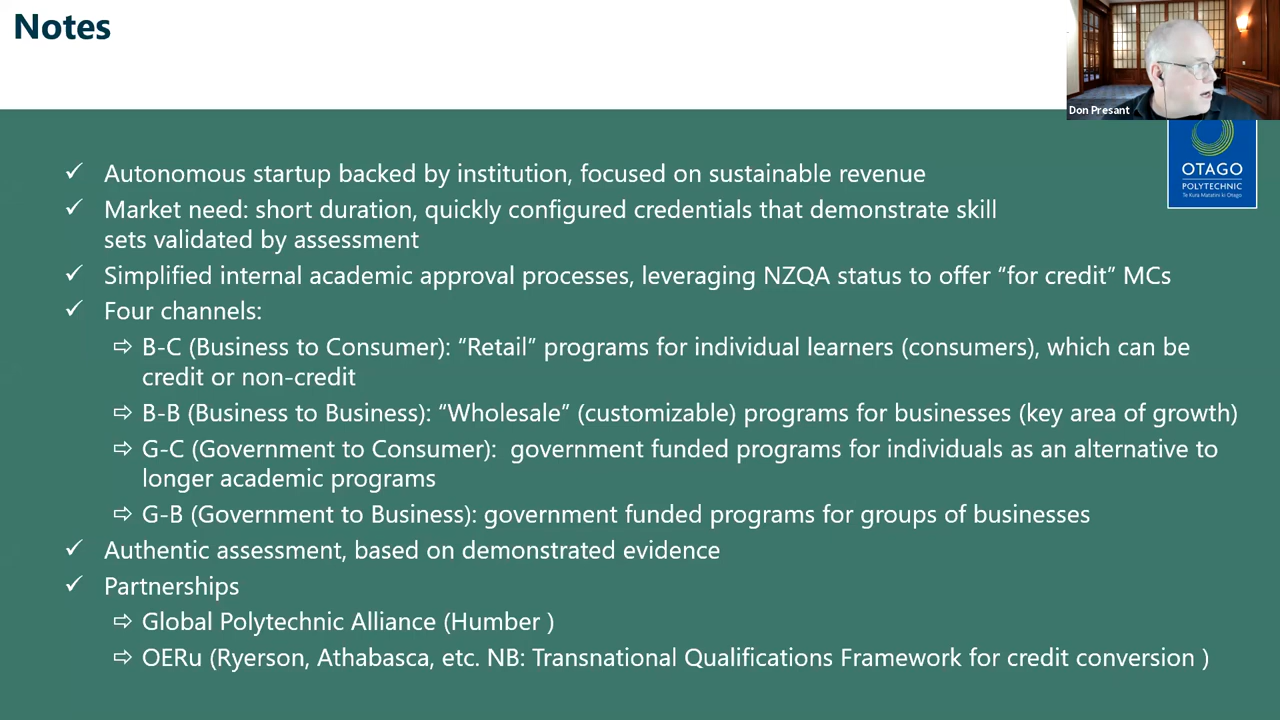 Notes
Don Presant
OTAGO
POLYTECHNIC
Te Kura Matatini ki Otago
✓ Autonomous startup backed by institution, focused on sustainable revenue
✓ Market need: short duration, quickly configured credentials that demonstrate skill
sets validated by assessment
✓ Simplified internal academic approval processes, leveraging NZQA status to offer “for credit” MCs
✓ Four channels:
⇨ B-C (Business to Consumer): “Retail” programs for individual learners (consumers), which can be
credit or non-credit
⇨ B-B (Business to Business): “Wholesale” (customizable) programs for businesses (key area of growth)
⇨ G-C (Government to Consumer):  government funded programs for individuals as an alternative to
longer academic programs
⇨ G-B (Government to Business): government funded programs for groups of businesses
✓ Authentic assessment, based on demonstrated evidence
✓ Partnerships
⇨ Global Polytechnic Alliance (Humber )
⇨ OERu (Ryerson, Athabasca, etc. NB: Transnational Qualifications Framework for credit conversion )